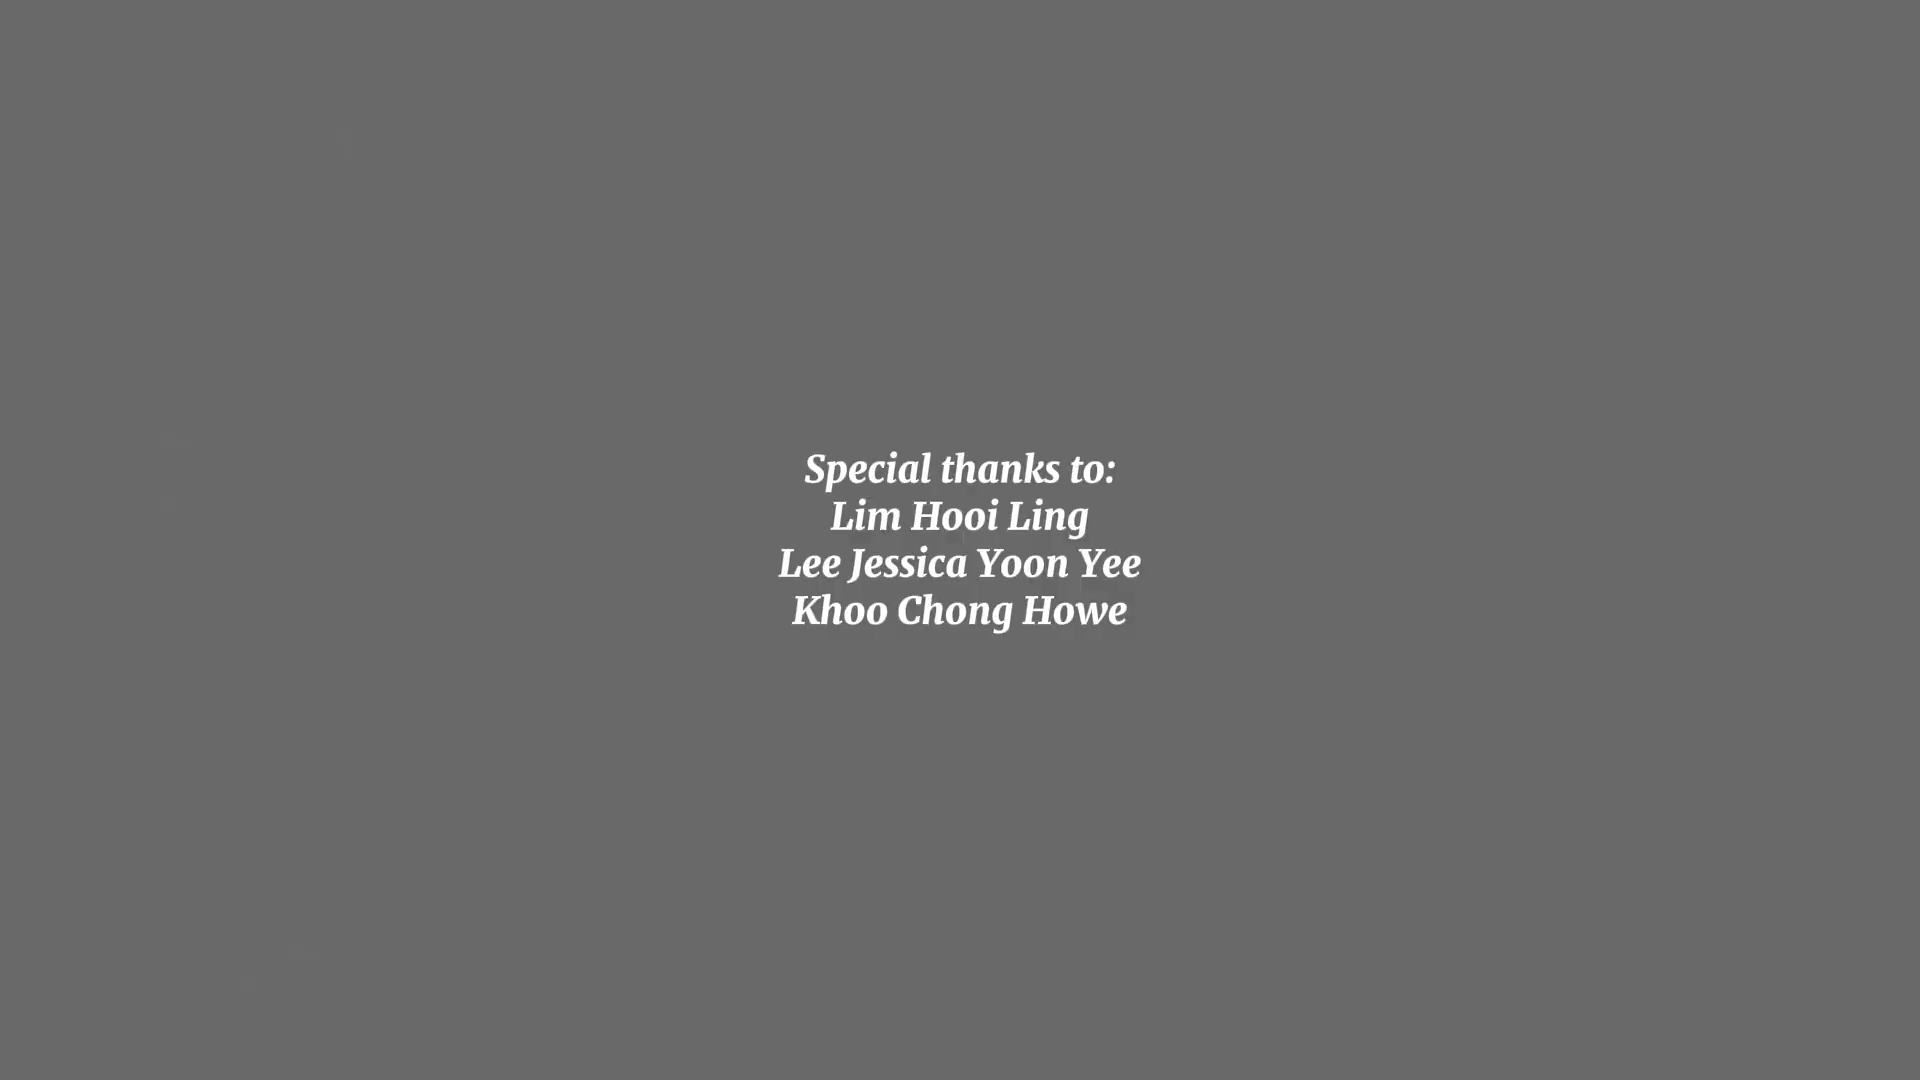 Special thanks to:
Lim Hooi Ling
Lee Jessica Yoon Yee
Khoo Chong Howe